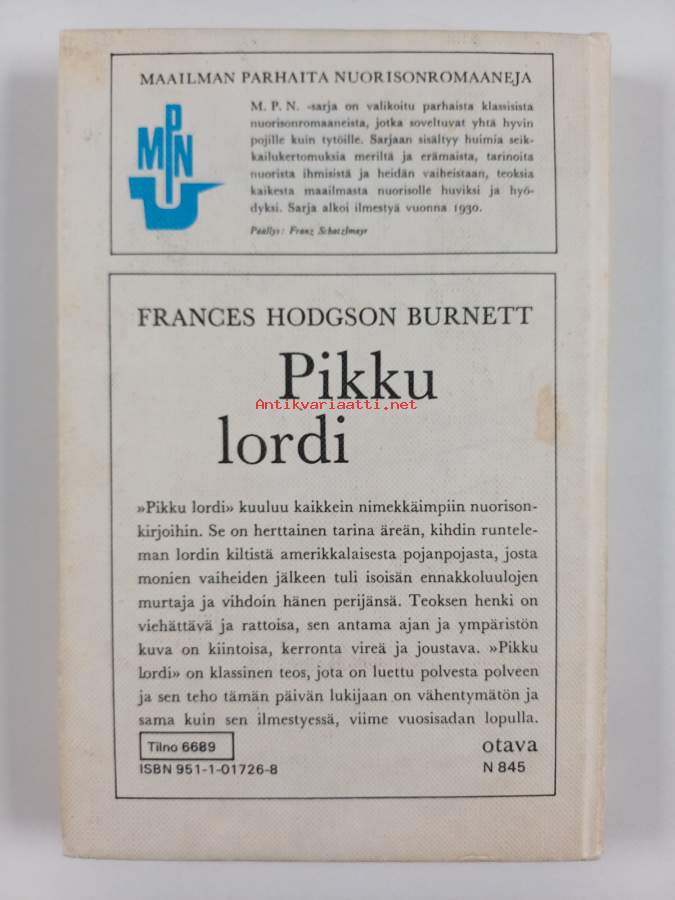 MAAILMAN PARHAITA NUORISONROMAANEJA
MPN
M. P. N. -sarja on valikoitu parhaista klassisista
nuorisonromaaneista, jotka soveltuvat yhtä hyvin
pojille kuin tytöille. Sarjaan sisältyy huimia seik-
kailukertomuksia meriltä ja erämaista, tarinoita
nuorista ihmisistä ja heidän vaiheistaan, teoksia
kaikesta maailmasta nuorisolle huviksi ja hyö-
dyksi. Sarja alkoi ilmestyä vuonna 1930.
Päällys: Franz Schatzlmayr
FRANCES HODGSON BURNETT
Pikku
Antikvariaatti.net
lordi
»Pikku lordi» kuuluu kaikkein nimekkäimpiin nuorison-
kirjoihin. Se on herttainen tarina äreän, kihdin runtele-
man lordin kiltistä amerikkalaisesta pojanpojasta, josta
monien vaiheiden jälkeen tuli isoisän ennakkoluulojen
murtaja ja vihdoin hänen perijänsä. Teoksen henki on
viehättävä ja rattoisa, sen antama ajan ja ympäristön
kuva on kiintoisa, kerronta vireä ja joustava. »Pikku
lordi» on klassinen teos, jota on luettu polvesta polveen
ja sen teho tämän päivän lukijaan on vähentymätön ja
sama kuin sen ilmestyessä, viime vuosisadan lopulla.
Tilno 6689
otava
ISBN 951-1-01726-8
N 845